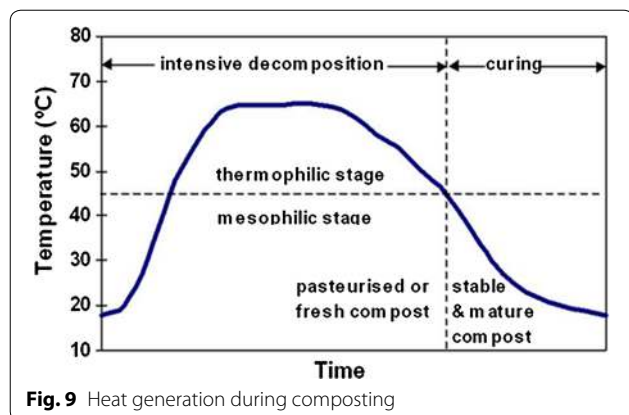 80
70
60
50
40
30
20
10
Temperature (ºC)
intensive decomposition
curing
thermophilic stage
mesophilic stage
pasteurised or
fresh compost
stable
& mature
compost
Time
Fig. 9 Heat generation during composting